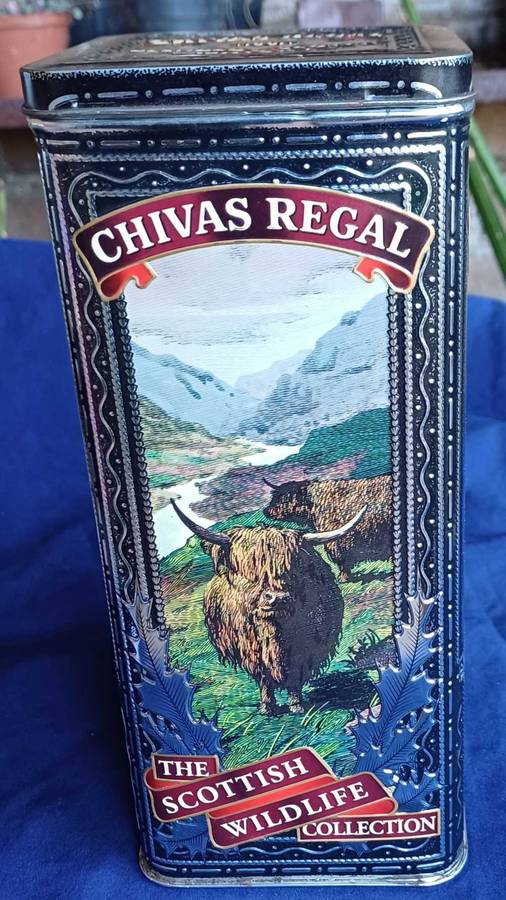 CHIVAS REGAL
THE
SCOTTISH
WILDLIFE
COLLECTION